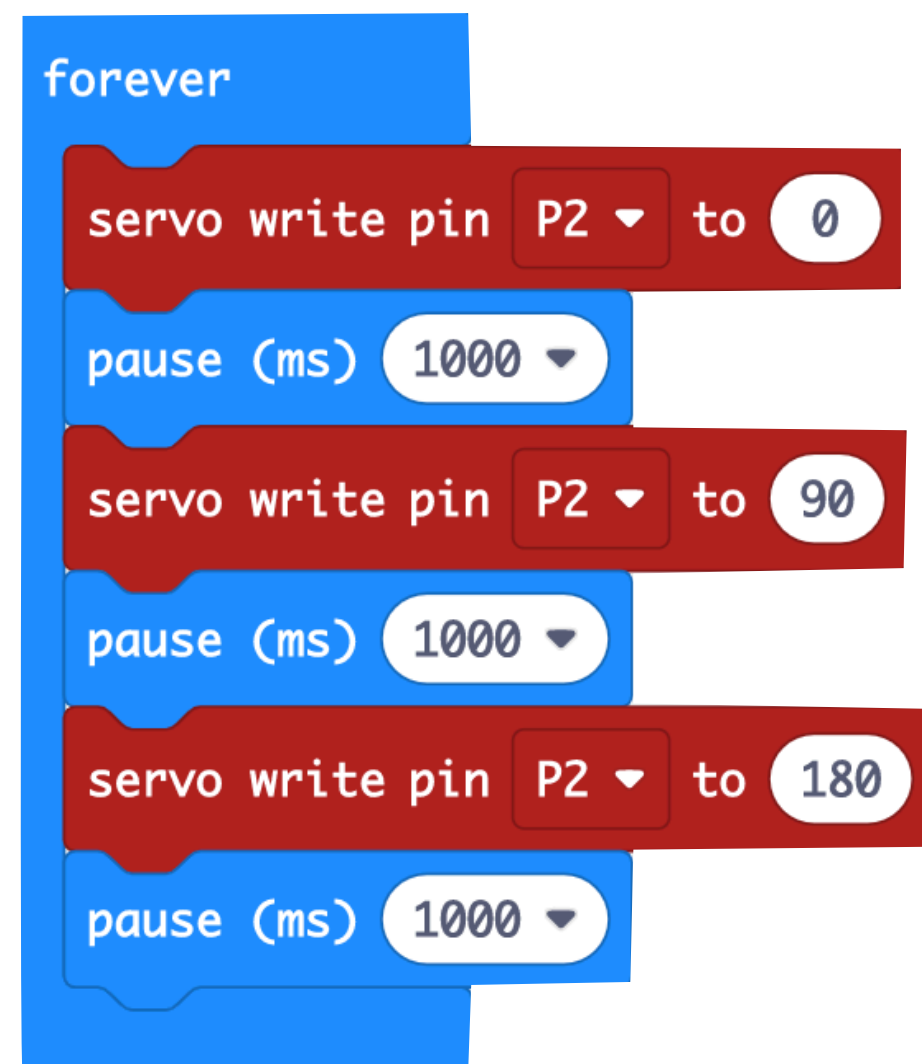 forever
servo write pin P2 to 0
pause (ms) 1000
servo write pin P2 to 90
pause (ms) 1000
servo write pin P2 to 180
pause (ms) 1000